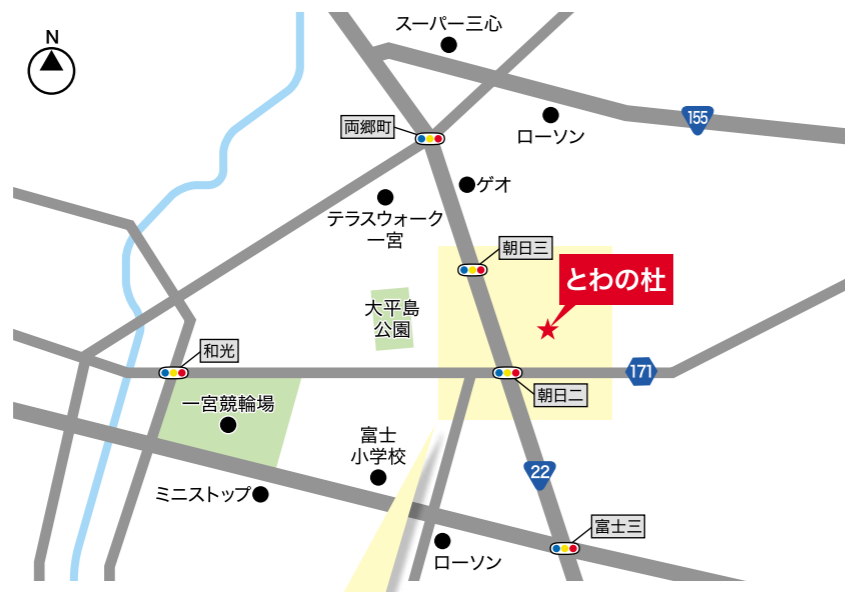 N
スーパー三心
155
ローソン
両郷町
ゲオ
テラスウォーク
一宮
朝日三
とわの杜
大平島
公園
和光
171
朝日二
一宮競輪場
富士
小学校
22
ミニストップ
富士三
ローソン